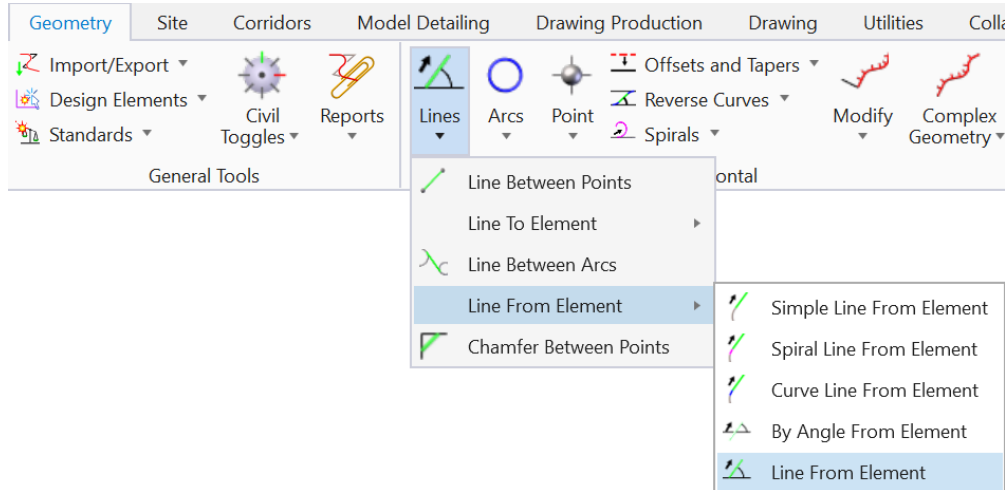 Geometry Site Corridors Model Detailing Drawing Production Drawing Utilities Colla
Import/Export
Design Elements
Standards
Civil
Toggles
Reports
Lines
Arcs
Point
Offsets and Tapers
Reverse Curves
Spirals
Modify
Complex
Geometry
General Tools
ontal
Line Between Points
Line To Element
Line Between Arcs
Line From Element
Chamfer Between Points
Simple Line From Element
Spiral Line From Element
Curve Line From Element
By Angle From Element
Line From Element